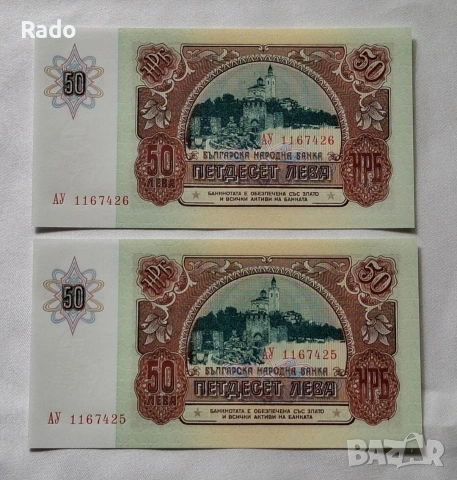 Rado
50
НРБ
50
АУ 1167426
БЪЛГАРСКА НАРОДНА БАНКА
50
ЛЕВА
ПЕТДЕСЕТ ЛЕВА
НРБ
БАНКНОТАТА Е ОБЕЗПЕЧЕНА СЪС ЗЛАТО
И ВСИЧКИ АКТИВИ НА БАНКАТА
АУ 1167426
50
НРБ
50
АУ 1167425
БЪЛГАРСКА НАРОДНА БАНКА
50
ЛЕВА
ПЕТДЕСЕТ ЛЕВА
НРБ
БАНКНОТАТА Е ОБЕЗПЕЧЕНА СЪС ЗЛАТО
И ВСИЧКИ АКТИВИ НА БАНКАТА
АУ 1167425
BAZAR